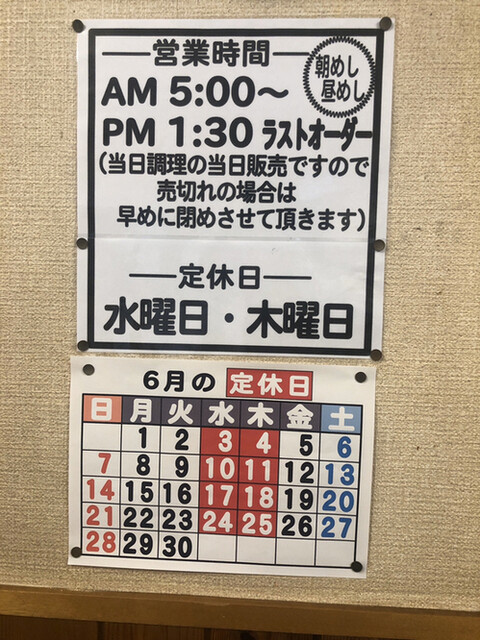 営業時間
朝めし
昼めし
AM 5:00～
PM 1:30 ラストオーダー
(当日調理の当日販売ですので
売切れの場合は
早めに閉めさせて頂きます)
定休日
水曜日・木曜日
6月の 定休日
日 月 火 水 木 金 土
1 2 3 4 5 6
7 8 9 10 11 12 13
14 15 16 17 18 19 20
21 22 23 24 25 26 27
28 29 30